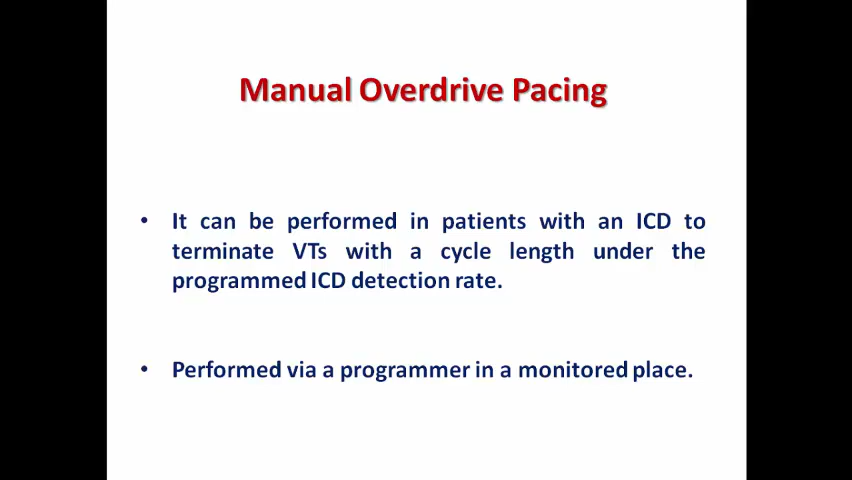 Manual Overdrive Pacing
• It can be performed in patients with an ICD to
terminate VTs with a cycle length under the
programmed ICD detection rate.
• Performed via a programmer in a monitored place.